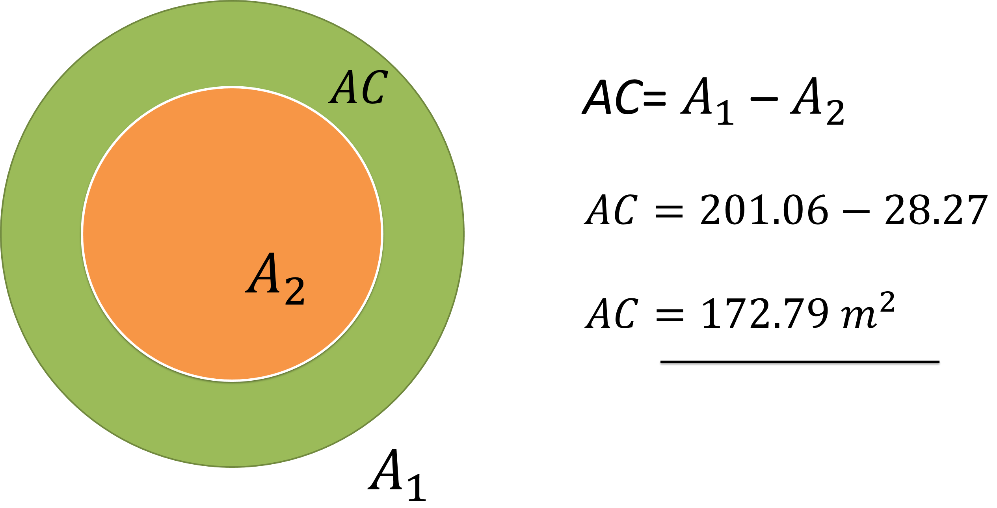 AC
A₂
A₁
AC= A₁ − A₂
AC = 201.06 − 28.27
AC = 172.79 m²